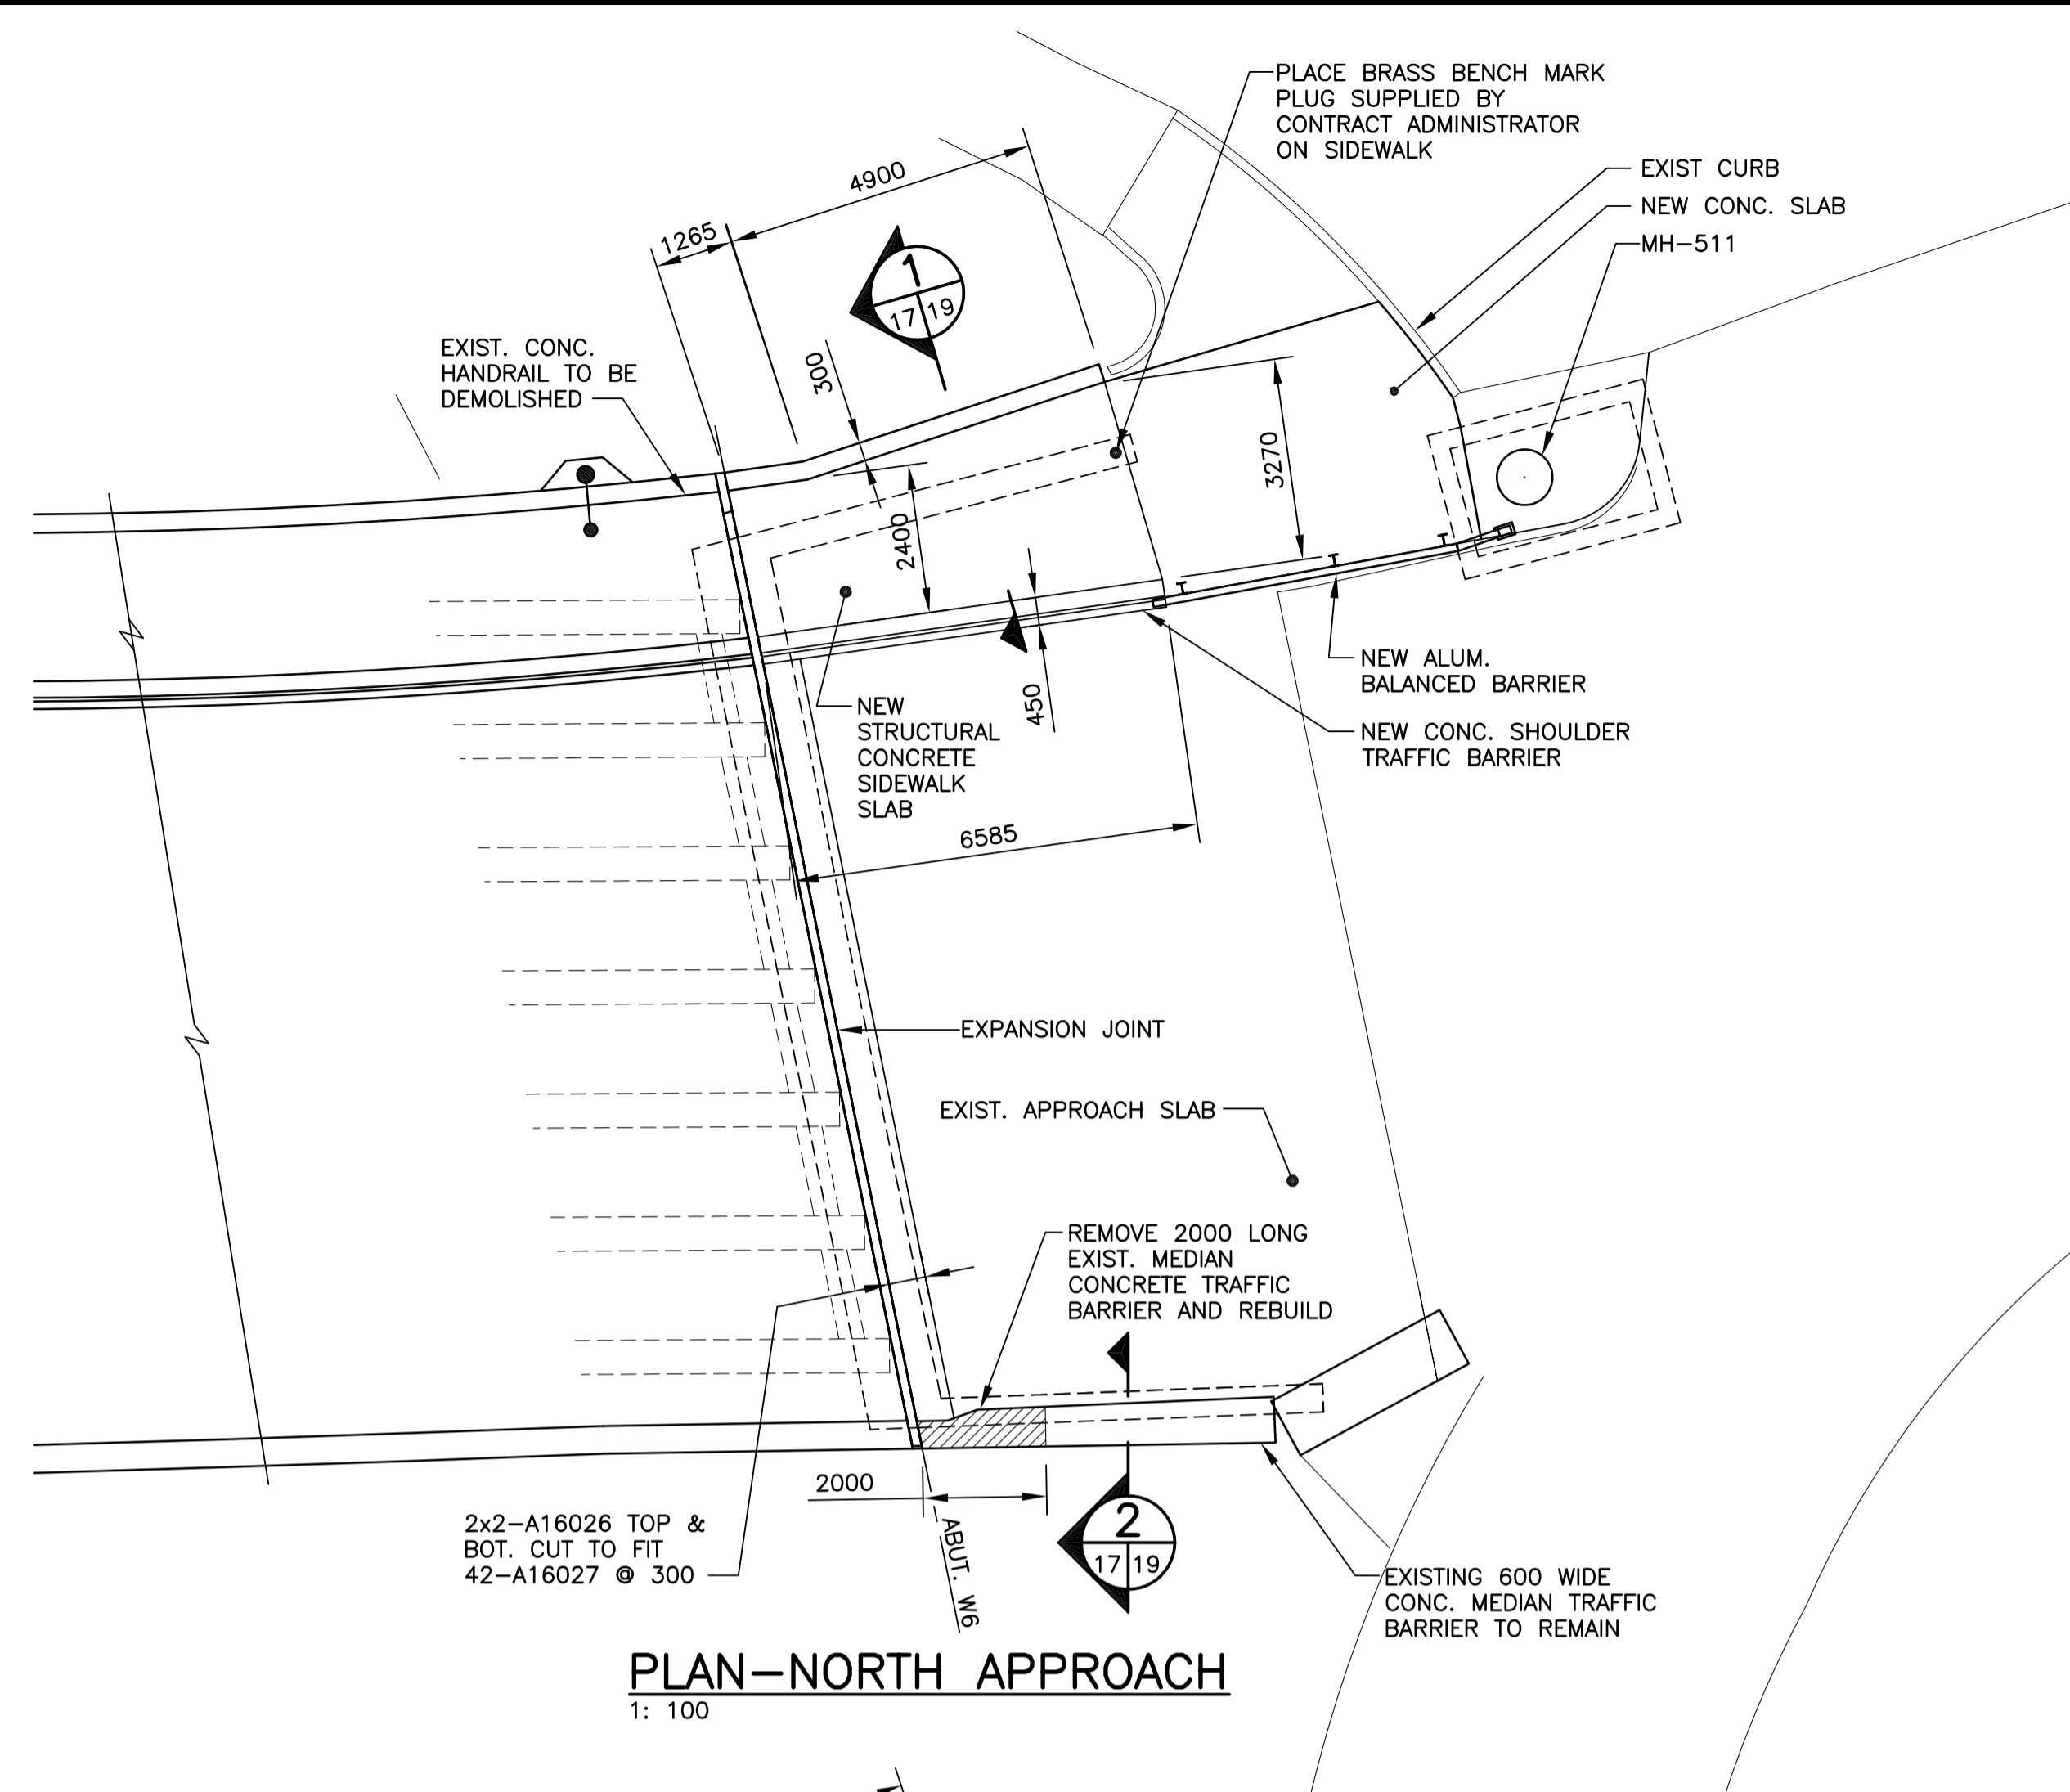 PLACE BRASS BENCH MARK
PLUG SUPPLIED BY
CONTRACT ADMINISTRATOR
ON SIDEWALK
EXIST CURB
NEW CONC. SLAB
MH-511
4900
1265
1
17 19
300
EXIST. CONC.
HANDRAIL TO BE
DEMOLISHED
3270
2400
450
NEW ALUM.
BALANCED BARRIER
NEW CONC. SHOULDER
TRAFFIC BARRIER
NEW
STRUCTURAL
CONCRETE
SIDEWALK
SLAB
6585
EXPANSION JOINT
EXIST. APPROACH SLAB
REMOVE 2000 LONG
EXIST. MEDIAN
CONCRETE TRAFFIC
BARRIER AND REBUILD
2000
2x2-A16026 TOP &
BOT. CUT TO FIT
42-A16027 @ 300
ABUT. W6
2
17 19
EXISTING 600 WIDE
CONC. MEDIAN TRAFFIC
BARRIER TO REMAIN
PLAN-NORTH APPROACH
1: 100